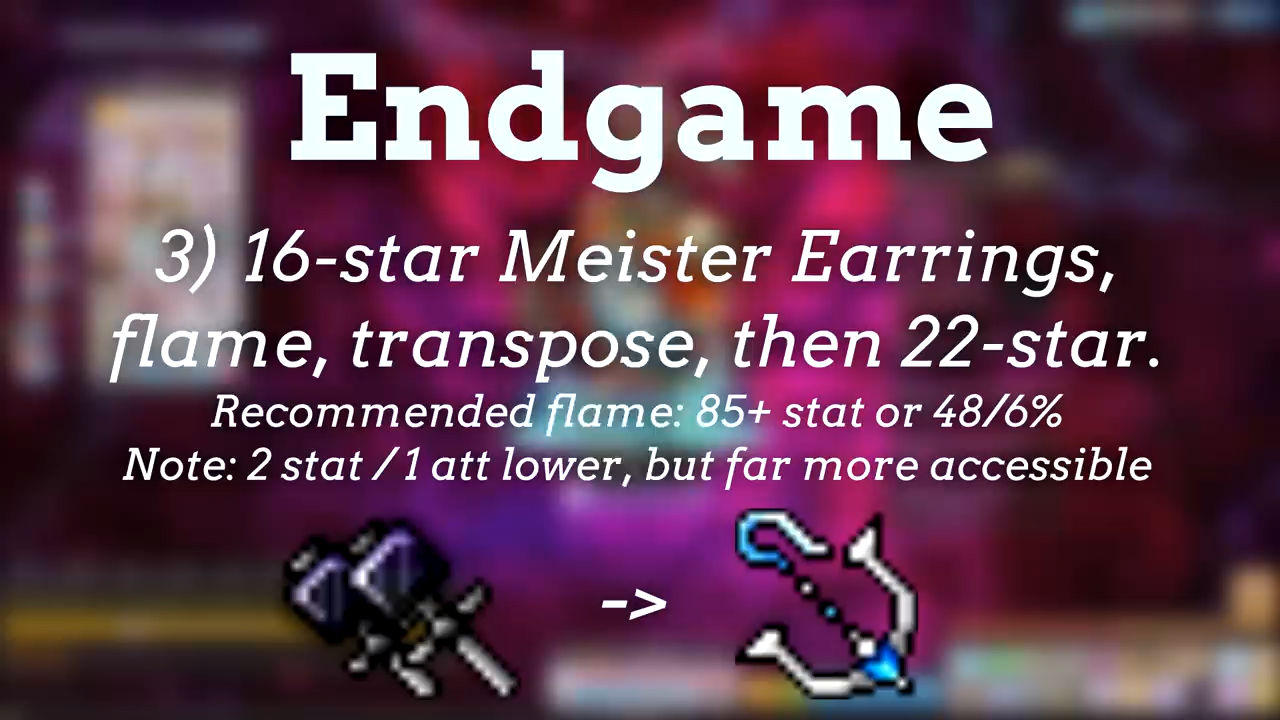 Endgame
3) 16-star Meister Earrings,
flame, transpose, then 22-star.
Recommended flame: 85+ stat or 48/6%
Note: 2 stat / 1 att lower, but far more accessible
->